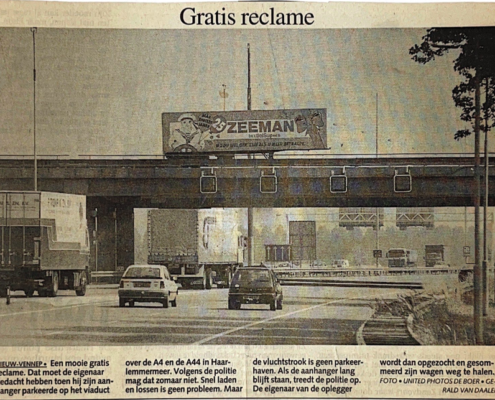 Gratis reclame
ZEEMAN
NIEUW-VENNEP • Een mooie gratis
reclame. Dat moet de eigenaar
gedacht hebben toen hij zijn aan-
hanger parkeerde op het viaduct
over de A4 en de A44 in Haar-
lemmermeer. Volgens de politie
mag dat zomaar niet. Snel laden
en lossen is geen probleem. Maar
de vluchtstrook is geen parkeer-
haven. Als de aanhanger lang
blijft staan, treedt de politie op.
De eigenaar van de oplegger
wordt dan opgezocht en gesom-
meerd zijn wagen weg te halen.
FOTO • UNITED PHOTOS DE BOER • GE
RALD VAN DAALE